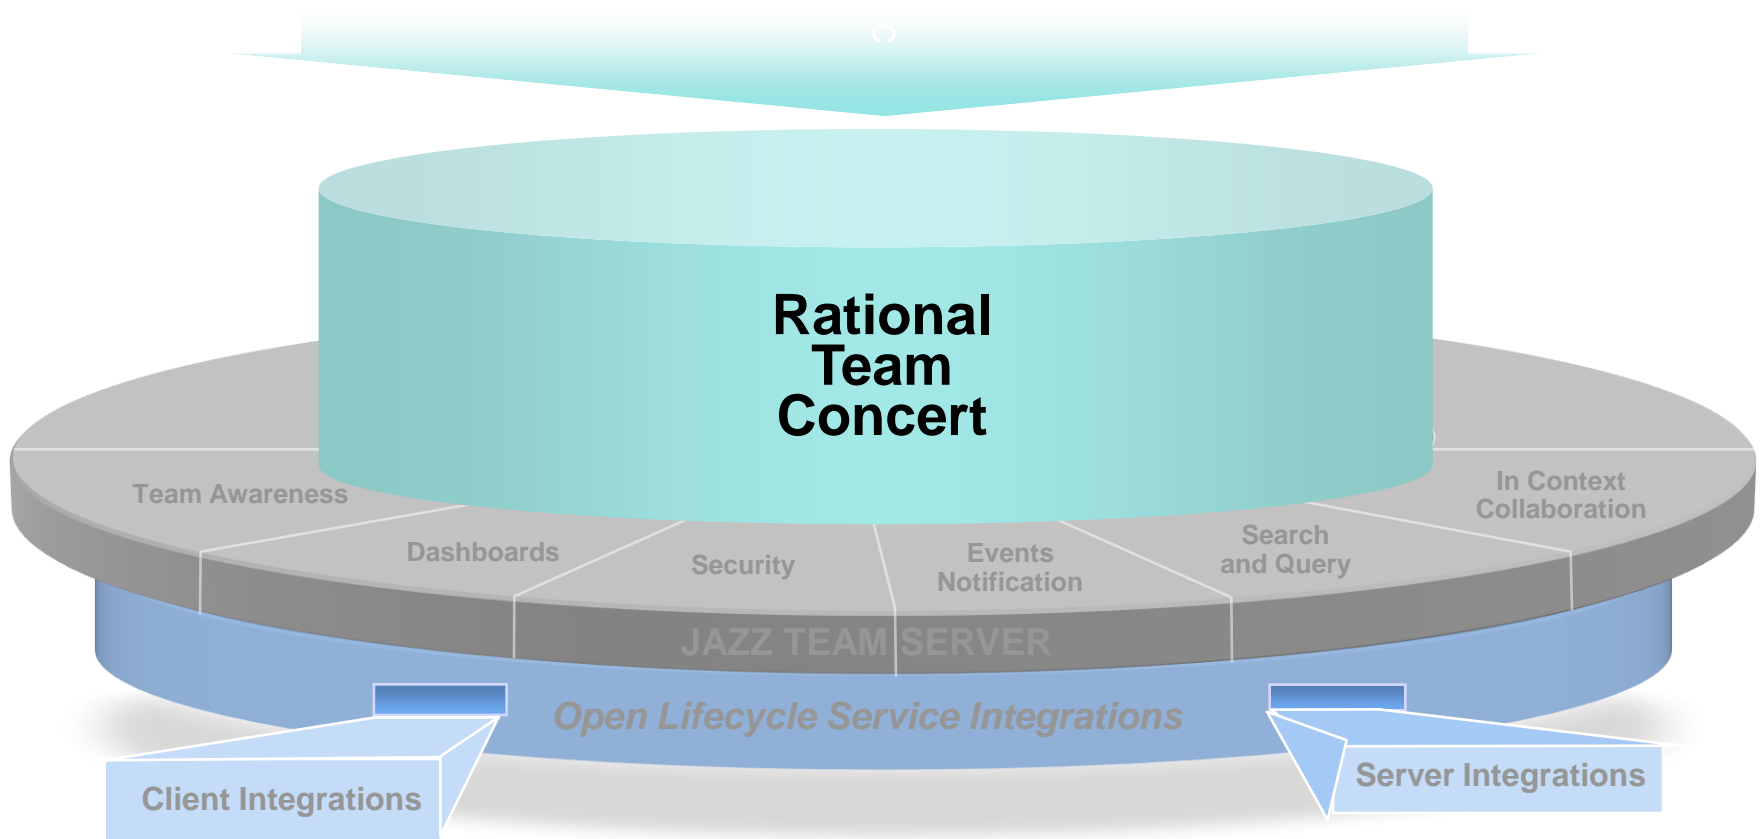 C
Rational
Team
Concert
Team Awareness
Dashboards
Security
Events
Notification
Search
and Query
In Context
Collaboration
JAZZ TEAM SERVER
Open Lifecycle Service Integrations
Client Integrations
Server Integrations